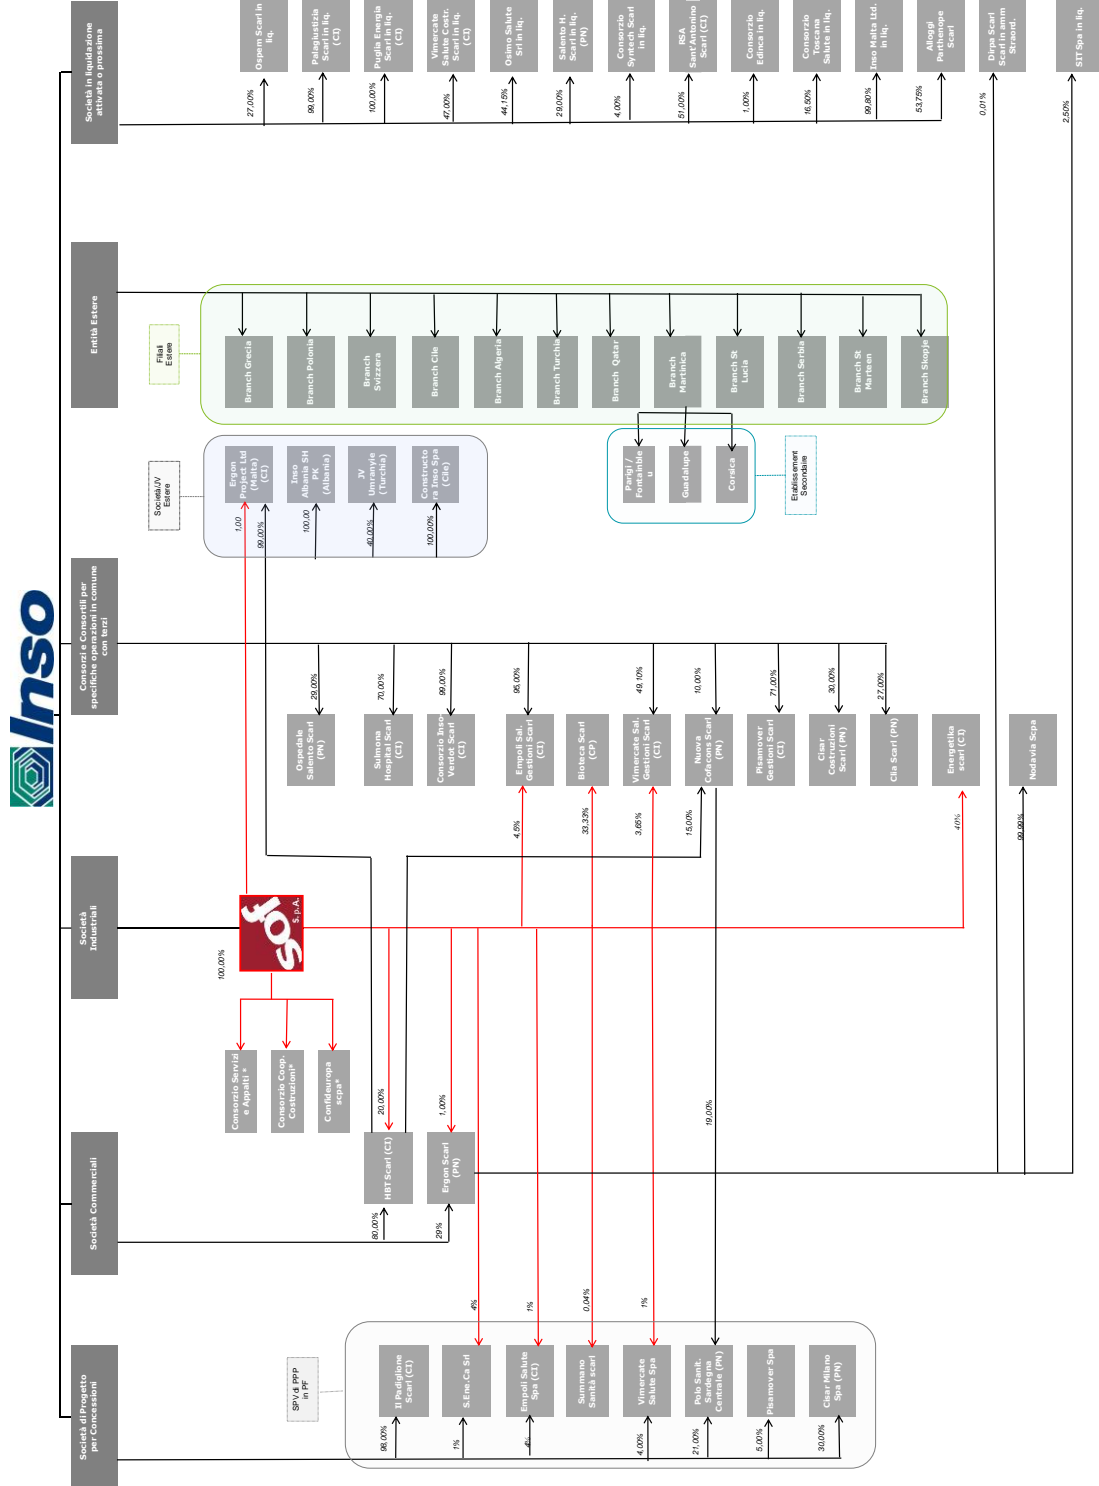 Inso
Società di Progetto
per Concessioni
Società Commerciali
Società
Industriali
Consorzi e Consortili per
specifiche operazioni in comune
con terzi
Entità Estere
Società in liquidazione
attivata o prossima
SPV di PPP
in PF
98,00%
Il Padiglione
Scarl (CI)
1%
S.Ene.Ca Srl
4%
4%
Empoli Salute
Spa (CI)
1%
Summano
Sanità scarl
0,04%
4,00%
Vimercate
Salute Spa
1%
21,00%
Polo Sanit.
Sardegna
Centrale (PN)
19,00%
5,00%
Pisamover Spa
30,00%
Cisar Milano
Spa (PN)
80,00%
HBT Scarl (CI)
20,00%
29%
Ergon Scarl
(PN)
1,00%
100,00%
sof
S.p.A.
Consorzio Servizi
e Appalti *
Consorzio Coop.
Costruzioni*
Confideuropa
scpa*
Ospedale
Salento Scarl
(PN)
29,00%
Sulmona
Hospital Scarl
(CI)
70,00%
Consorzio Inso-
Verdot Scarl
(CI)
99,00%
4,5%
Empoli Sal.
Gestioni Scarl
(CI)
95,00%
33,33%
Bioteca Scarl
(CP)
3,65%
Vimercate Sal.
Gestioni Scarl
(CI)
49,10%
15,00%
Nuova
Cofacons Scarl
(PN)
10,00%
Pisamover
Gestioni Scarl
(CI)
71,00%
Cisar
Costruzioni
Scarl (PN)
30,00%
Clia Scarl (PN)
27,00%
40%
Energetika
scarl (CI)
99,99%
Nodavia Scpa
Società/JV
Estere
1,00
99,00%
Ergon
Project Ltd
(Malta)
(CI)
100,00
Inso
Albania SH
PK
(Albania)
40,00%
JV
Umranyie
(Turchia)
100,00%
Constructo
ra Inso Spa
(Cile)
Filiali
Estere
Branch Grecia
Branch Polonia
Branch
Svizzera
Branch Cile
Branch Algeria
Branch Turchia
Branch Qatar
Branch
Martinica
Branch St
Lucia
Branch Serbia
Branch St
Marteen
Branch Skopje
Parigi /
Fontainble
u
Guadalupe
Corsica
Etablissement
Secondaire
27,00%
Ospem Scarl in
liq.
99,00%
Palagiustizia
Scarl in liq.
(CI)
100,00%
Puglia Energia
Scarl in liq.
(CI)
47,00%
Vimercate
Salute Costr.
Scarl in liq.
(CI)
44,15%
Osimo Salute
Srl in liq.
29,00%
Salento H.
Scarl in liq.
(PN)
4,00%
Consorzio
Syntech Scarl
in liq.
51,00%
RSA
Sant'Antonino
Scarl (CI)
1,00%
Consorzio
Edinca in liq.
16,50%
Consorzio
Toscana
Salute in liq.
99,80%
Inso Malta Ltd.
in liq.
53,75%
Alloggi
Parthenope
Scarl
0,01%
Dirpa Scarl
Scarl in amm
Straord.
2,50%
STT Spa in liq.